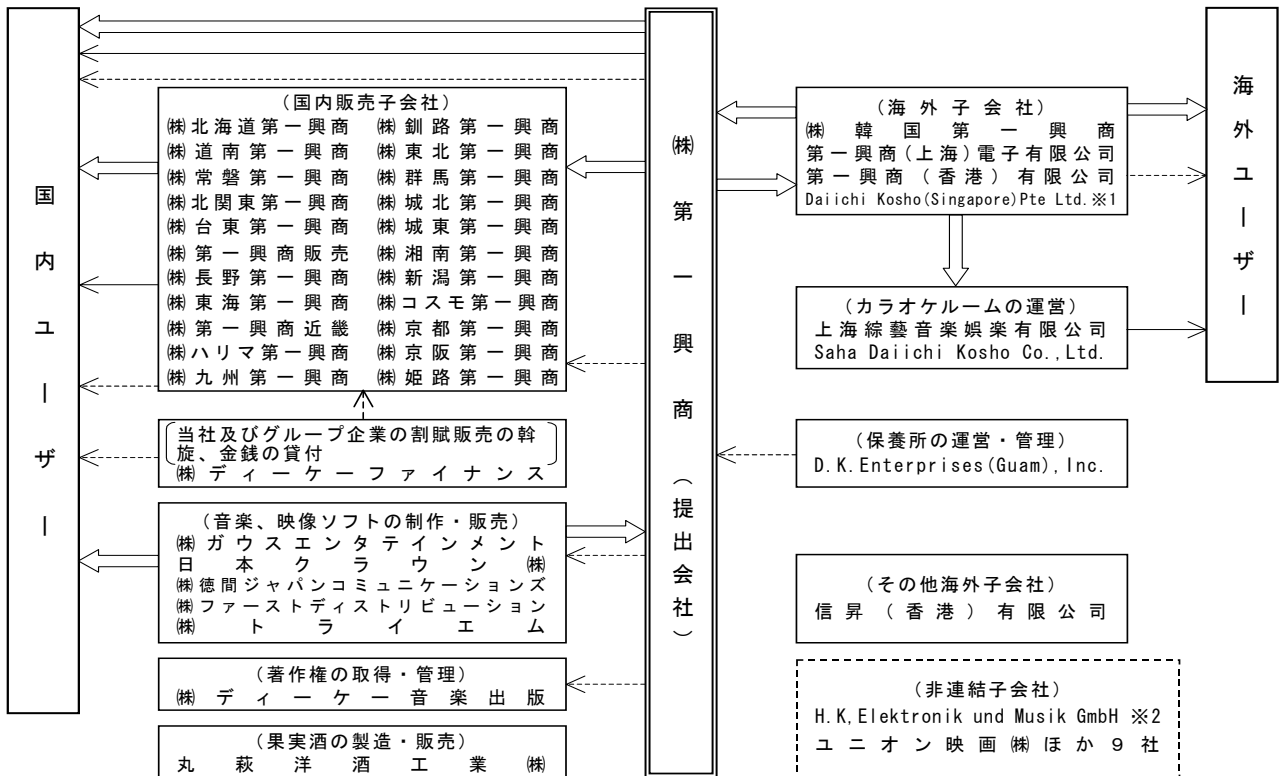 国内ユーザー
（国内販売子会社）
㈱北海道第一興商 ㈱釧路第一興商
㈱道南第一興商 ㈱東北第一興商
㈱常磐第一興商 ㈱群馬第一興商
㈱北関東第一興商 ㈱城北第一興商
㈱台東第一興商 ㈱城東第一興商
㈱第一興商販売 ㈱湘南第一興商
㈱長野第一興商 ㈱新潟第一興商
㈱東海第一興商 ㈱コスモ第一興商
㈱第一興商近畿 ㈱京都第一興商
㈱ハリマ第一興商 ㈱京阪第一興商
㈱九州第一興商 ㈱姫路第一興商
当社及びグループ企業の割賦販売の斡
旋、金銭の貸付
㈱ディーケーファイナンス
（音楽、映像ソフトの制作・販売）
㈱ガウスエンタテインメント
日本クラウン㈱
㈱徳間ジャパンコミュニケーションズ
㈱ファーストディストリビューション
㈱トライエム
（著作権の取得・管理）
㈱ディーケー音楽出版
（果実酒の製造・販売）
丸萩洋酒工業㈱
㈱第一興商（提出会社）
（海外子会社）
㈱韓国第一興商
第一興商(上海)電子有限公司
第一興商（香港）有限公司
Daiichi Kosho(Singapore)Pte Ltd.※1
（カラオケルームの運営）
上海綜藝音楽娯楽有限公司
Saha Daiichi Kosho Co.,Ltd.
（保養所の運営・管理）
D.K.Enterprises(Guam),Inc.
（その他海外子会社）
信昇（香港）有限公司
（非連結子会社）
H.K,Elektronik und Musik GmbH ※2
ユニオン映画㈱ほか９社
海外ユーザー